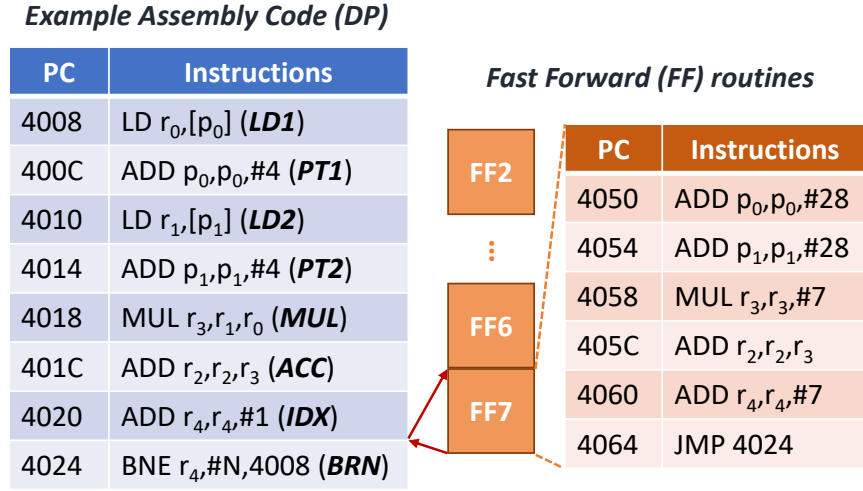 Example Assembly Code (DP)
PC Instructions
4008 LD r₀,[p₀] (LD1)
400C ADD p₀,p₀,#4 (PT1)
4010 LD r₁,[p₁] (LD2)
4014 ADD p₁,p₁,#4 (PT2)
4018 MUL r₃,r₁,r₀ (MUL)
401C ADD r₂,r₂,r₃ (ACC)
4020 ADD r₄,r₄,#1 (IDX)
4024 BNE r₄,#N,4008 (BRN)
Fast Forward (FF) routines
FF2
⋮
FF6
FF7
PC Instructions
4050 ADD p₀,p₀,#28
4054 ADD p₁,p₁,#28
4058 MUL r₃,r₃,#7
405C ADD r₂,r₂,r₃
4060 ADD r₄,r₄,#7
4064 JMP 4024